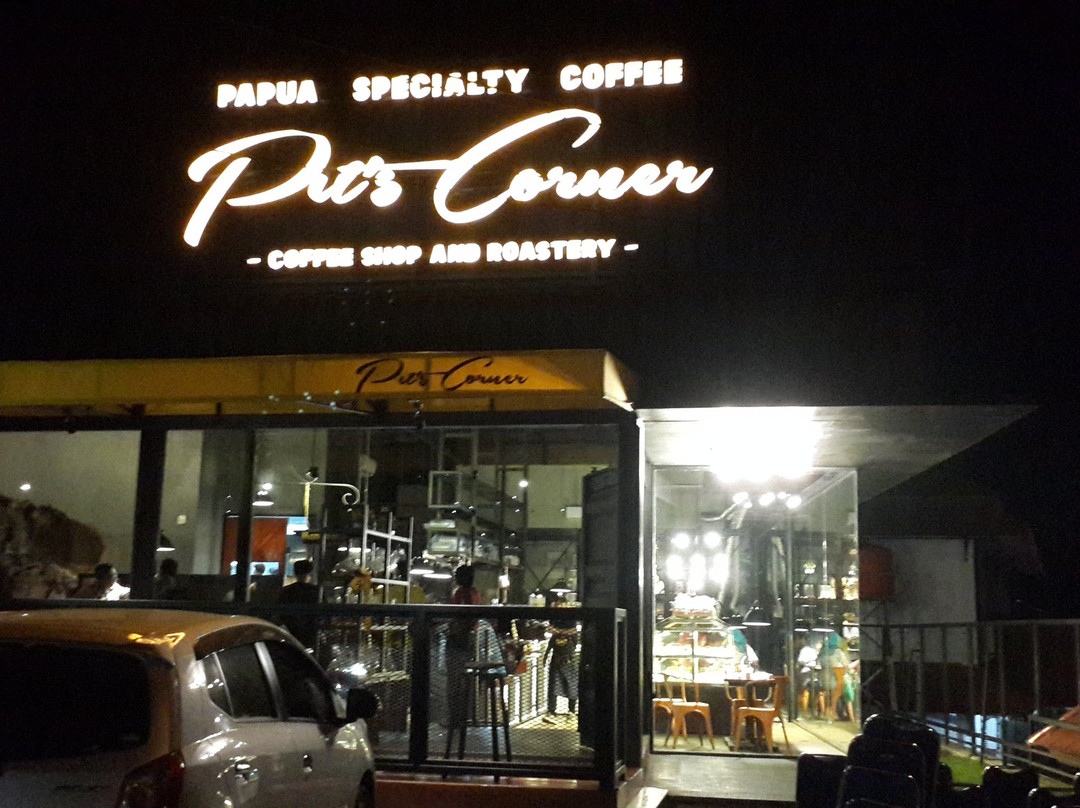 PAPUA SPECIALTY COFFEE
Pit's Corner
- COFFEE SHOP AND ROASTERY -
Pit's Corner